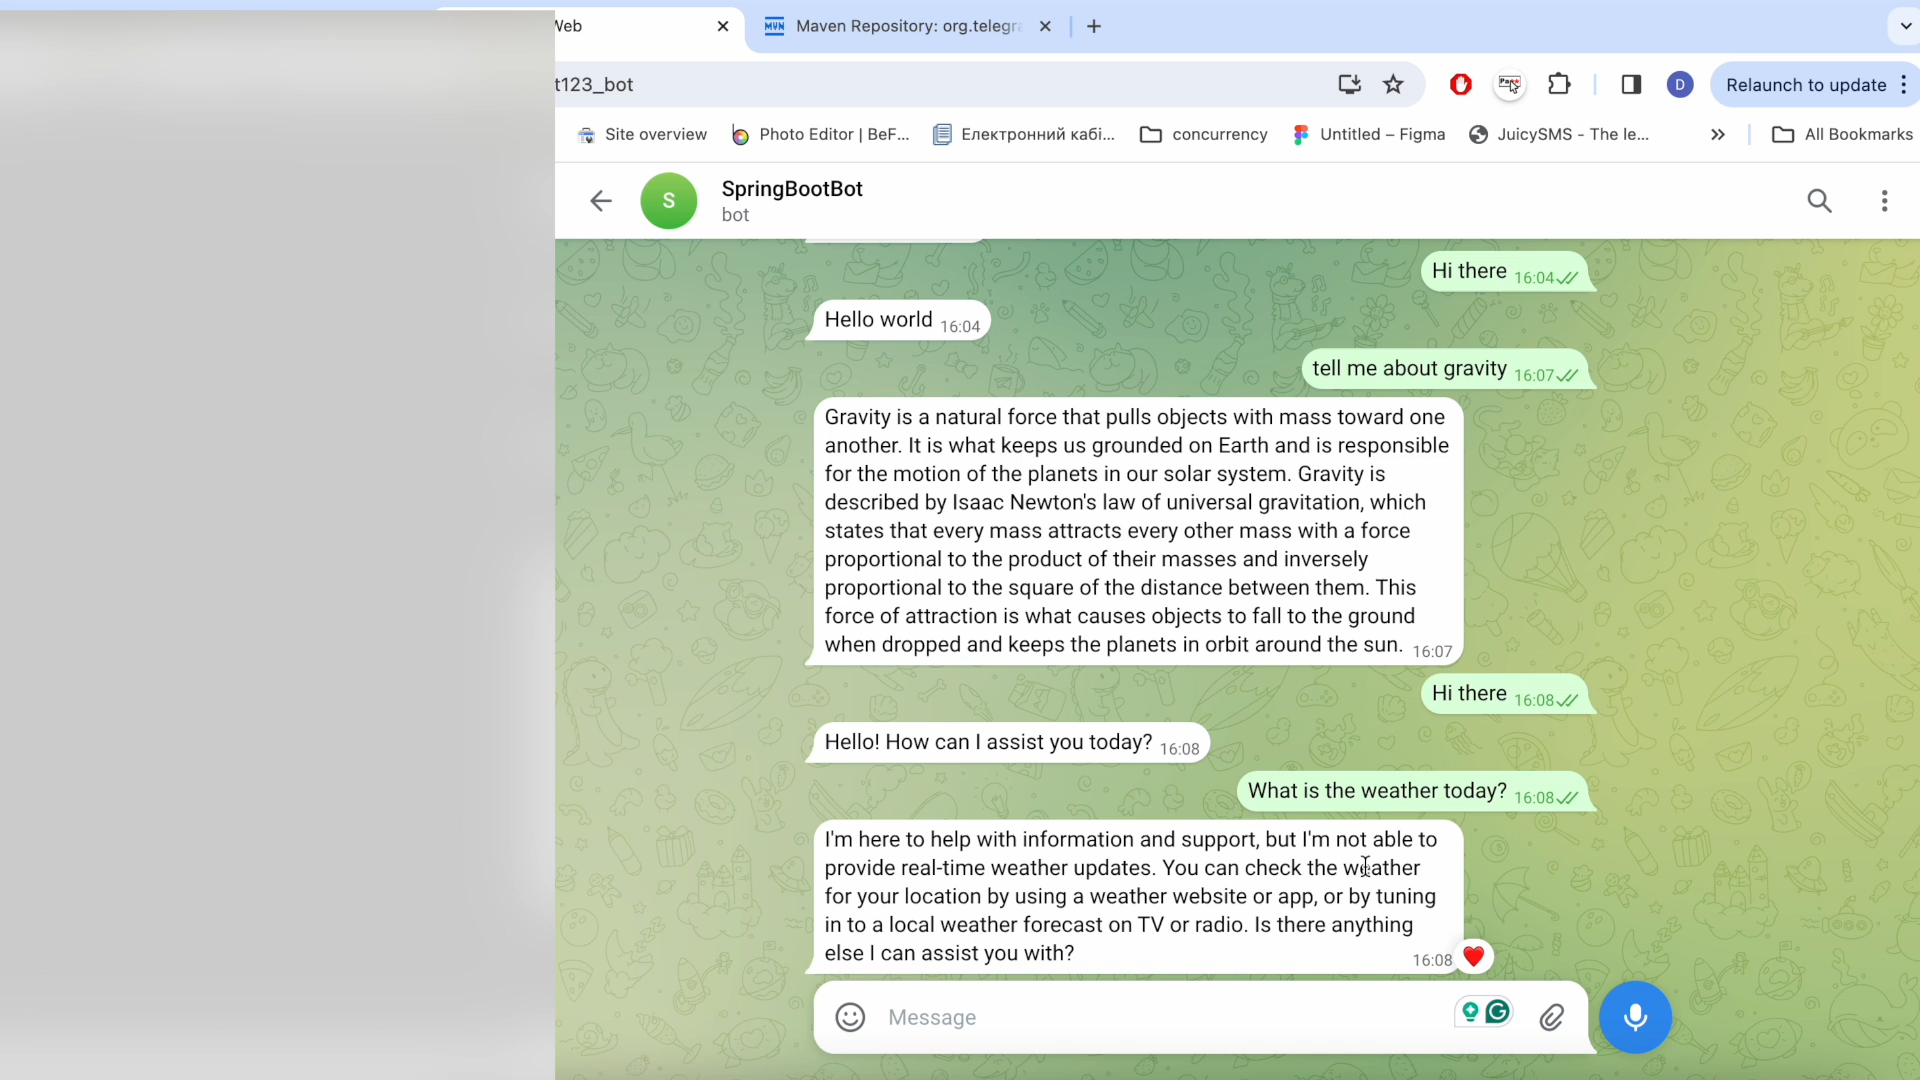 Web
MVN Maven Repository: org.telegra
t123_bot
D
Relaunch to update
Site overview
Photo Editor | BeF...
Електронний кабі...
concurrency
Untitled – Figma
JuicySMS - The le...
All Bookmarks
S
SpringBootBot
bot
Hi there 16:04
Hello world 16:04
tell me about gravity 16:07
Gravity is a natural force that pulls objects with mass toward one
another. It is what keeps us grounded on Earth and is responsible
for the motion of the planets in our solar system. Gravity is
described by Isaac Newton's law of universal gravitation, which
states that every mass attracts every other mass with a force
proportional to the product of their masses and inversely
proportional to the square of the distance between them. This
force of attraction is what causes objects to fall to the ground
when dropped and keeps the planets in orbit around the sun. 16:07
Hi there 16:08
Hello! How can I assist you today? 16:08
What is the weather today? 16:08
I'm here to help with information and support, but I'm not able to
provide real-time weather updates. You can check the weather
for your location by using a weather website or app, or by tuning
in to a local weather forecast on TV or radio. Is there anything
else I can assist you with? 16:08
Message